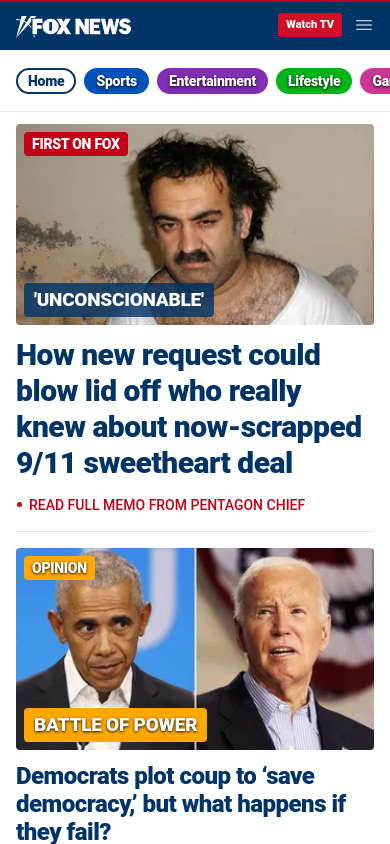 FOX NEWS
Watch TV
Home
Sports
Entertainment
Lifestyle
Ga
FIRST ON FOX
'UNCONSCIONABLE'
How new request could
blow lid off who really
knew about now-scrapped
9/11 sweetheart deal
• READ FULL MEMO FROM PENTAGON CHIEF
OPINION
BATTLE OF POWER
Democrats plot coup to ‘save
democracy,’ but what happens if
they fail?